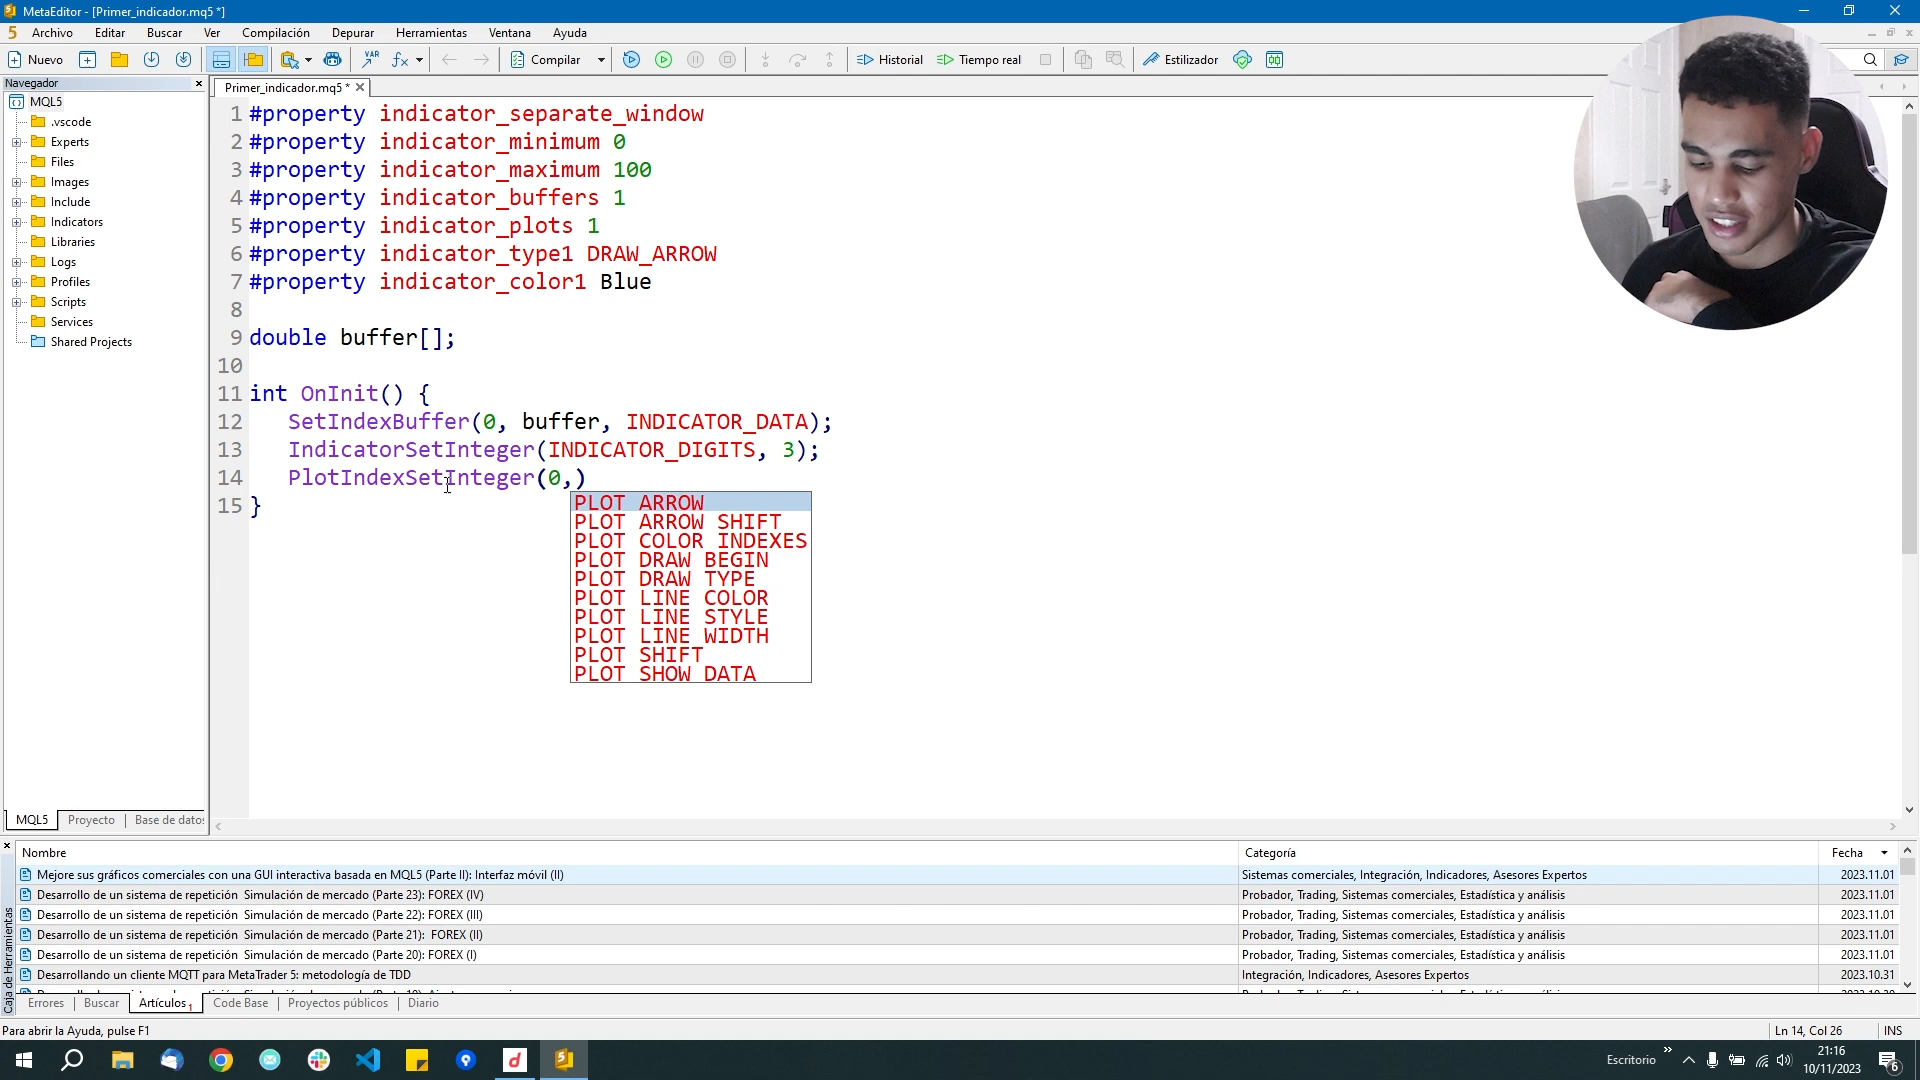 MetaEditor - [Primer_indicador.mq5 *]
Archivo Editar Buscar Ver Compilación Depurar Herramientas Ventana Ayuda
Nuevo Compilar Historial Tiempo real Estilizador
Navegador
MQL5
.vscode
Experts
Files
Images
Include
Indicators
Libraries
Logs
Profiles
Scripts
Services
Shared Projects
MQL5 Proyecto Base de datos
Primer_indicador.mq5 *
1 #property indicator_separate_window
2 #property indicator_minimum 0
3 #property indicator_maximum 100
4 #property indicator_buffers 1
5 #property indicator_plots 1
6 #property indicator_type1 DRAW_ARROW
7 #property indicator_color1 Blue
8
9 double buffer[];
10
11 int OnInit() {
12 SetIndexBuffer(0, buffer, INDICATOR_DATA);
13 IndicatorSetInteger(INDICATOR_DIGITS, 3);
14 PlotIndexSetInteger(0,)
15 }
PLOT_ARROW
PLOT_ARROW_SHIFT
PLOT_COLOR_INDEXES
PLOT_DRAW_BEGIN
PLOT_DRAW_TYPE
PLOT_LINE_COLOR
PLOT_LINE_STYLE
PLOT_LINE_WIDTH
PLOT_SHIFT
PLOT_SHOW_DATA
Caja de Herramientas
Nombre Categoría Fecha
Mejore sus gráficos comerciales con una GUI interactiva basada en MQL5 (Parte II): Interfaz móvil (II) Sistemas comerciales, Integración, Indicadores, Asesores Expertos 2023.11.01
Desarrollo de un sistema de repetición Simulación de mercado (Parte 23): FOREX (IV) Probador, Trading, Sistemas comerciales, Estadística y análisis 2023.11.01
Desarrollo de un sistema de repetición Simulación de mercado (Parte 22): FOREX (III) Probador, Trading, Sistemas comerciales, Estadística y análisis 2023.11.01
Desarrollo de un sistema de repetición Simulación de mercado (Parte 21): FOREX (II) Probador, Trading, Sistemas comerciales, Estadística y análisis 2023.11.01
Desarrollo de un sistema de repetición Simulación de mercado (Parte 20): FOREX (I) Probador, Trading, Sistemas comerciales, Estadística y análisis 2023.11.01
Desarrollando un cliente MQTT para MetaTrader 5: metodología de TDD Integración, Indicadores, Asesores Expertos 2023.10.31
Errores Buscar Artículos 1 Code Base Proyectos públicos Diario
Para abrir la Ayuda, pulse F1 Ln 14, Col 26 INS
Escritorio 21:16
10/11/2023
6